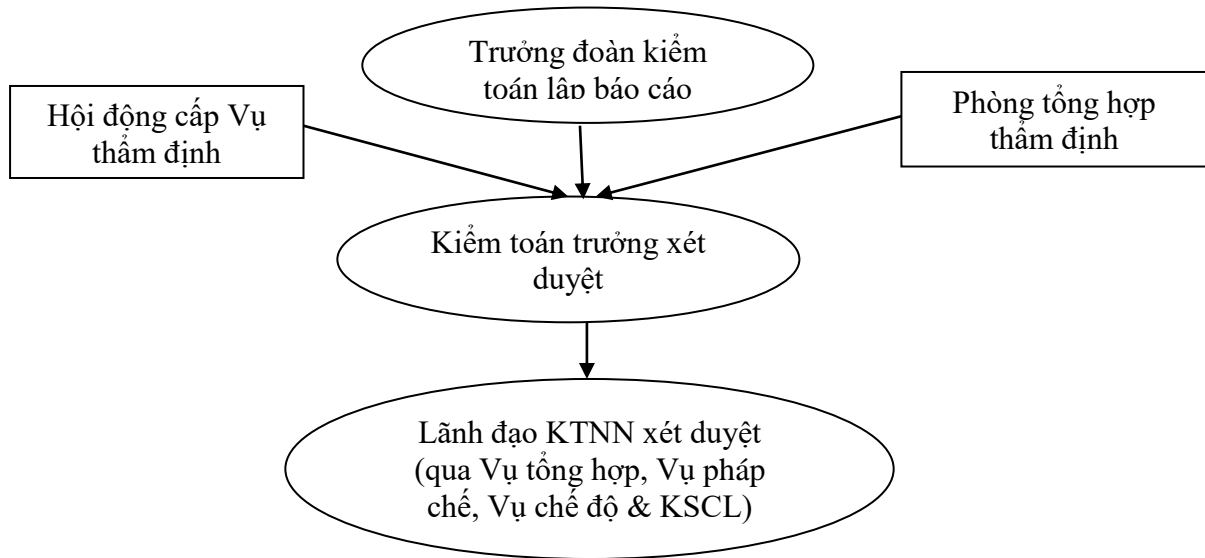 Trưởng đoàn kiểm
toán lập báo cáo
Hội động cấp Vụ
thẩm định
Phòng tổng hợp
thẩm định
Kiểm toán trưởng xét
duyệt
Lãnh đạo KTNN xét duyệt
(qua Vụ tổng hợp, Vụ pháp
chế, Vụ chế độ & KSCL)